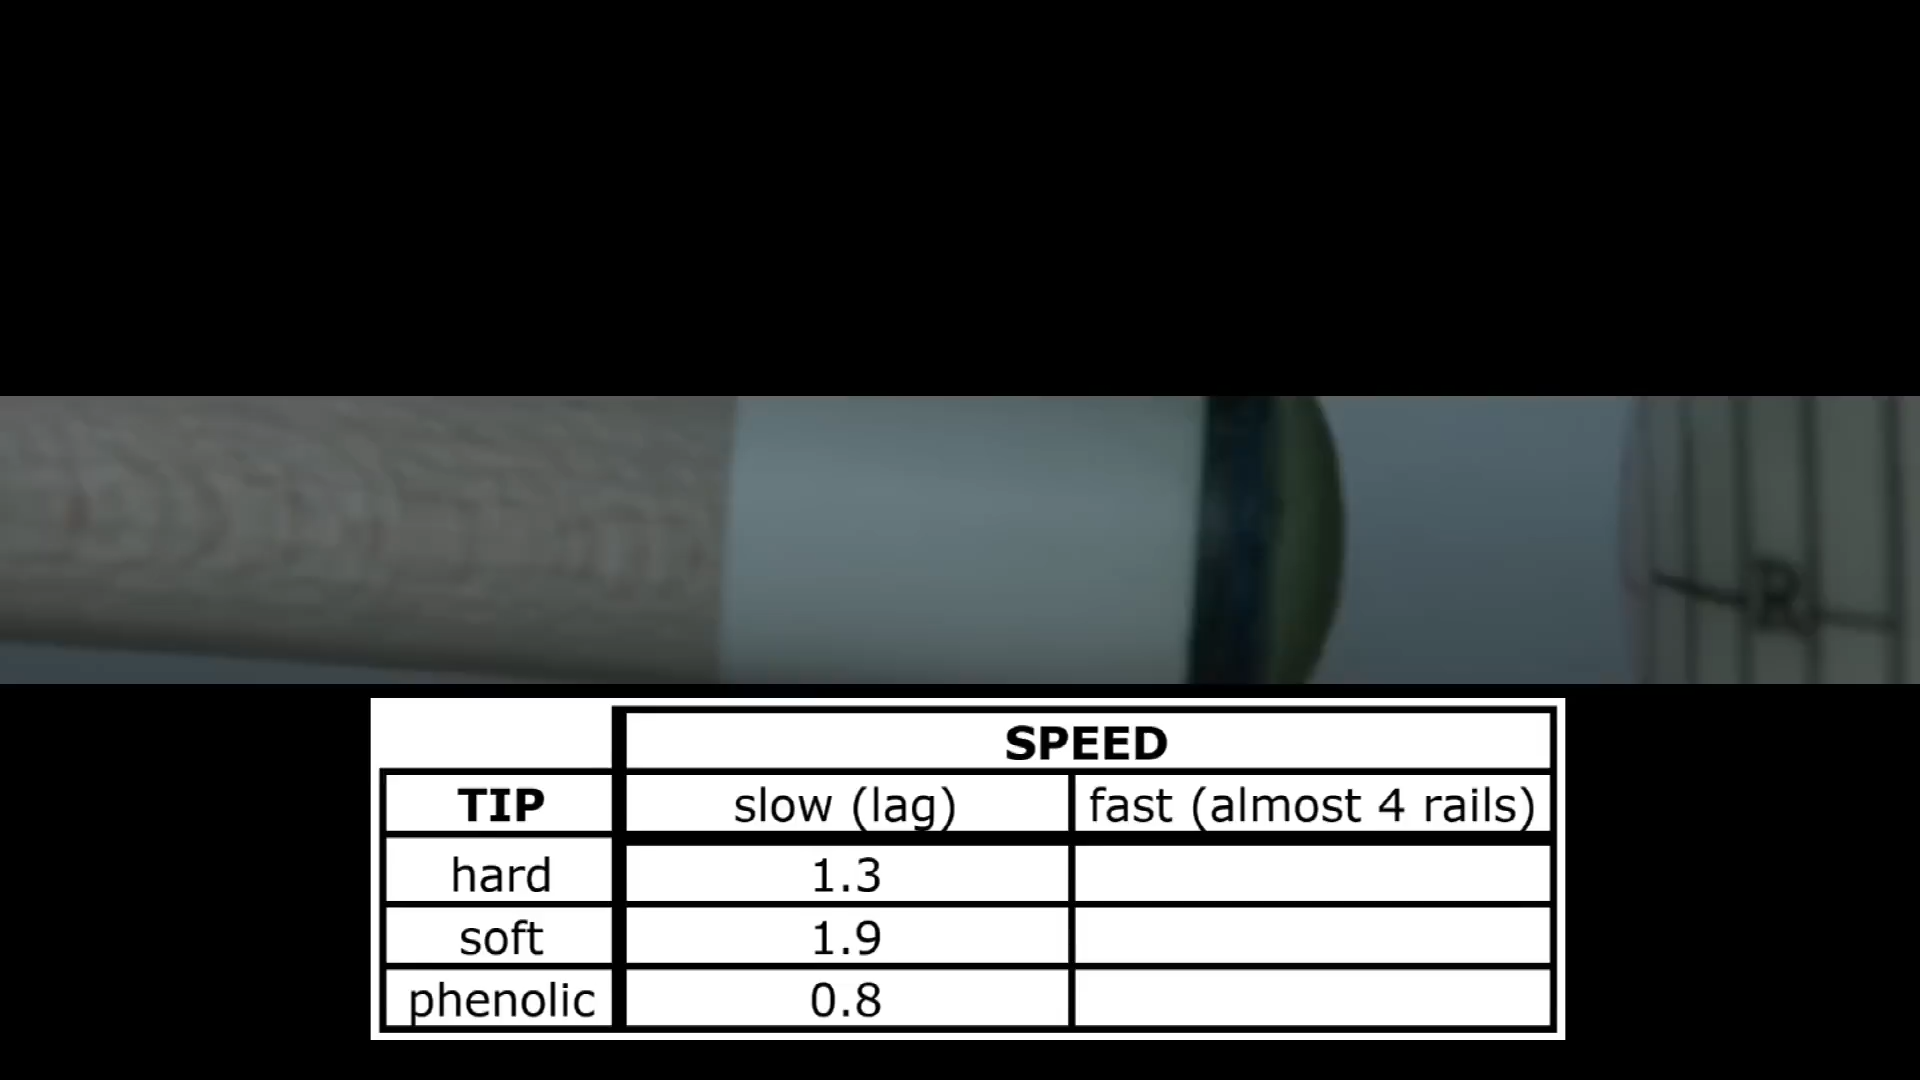 R
SPEED
TIP slow (lag) fast (almost 4 rails)
hard 1.3
soft 1.9
phenolic 0.8